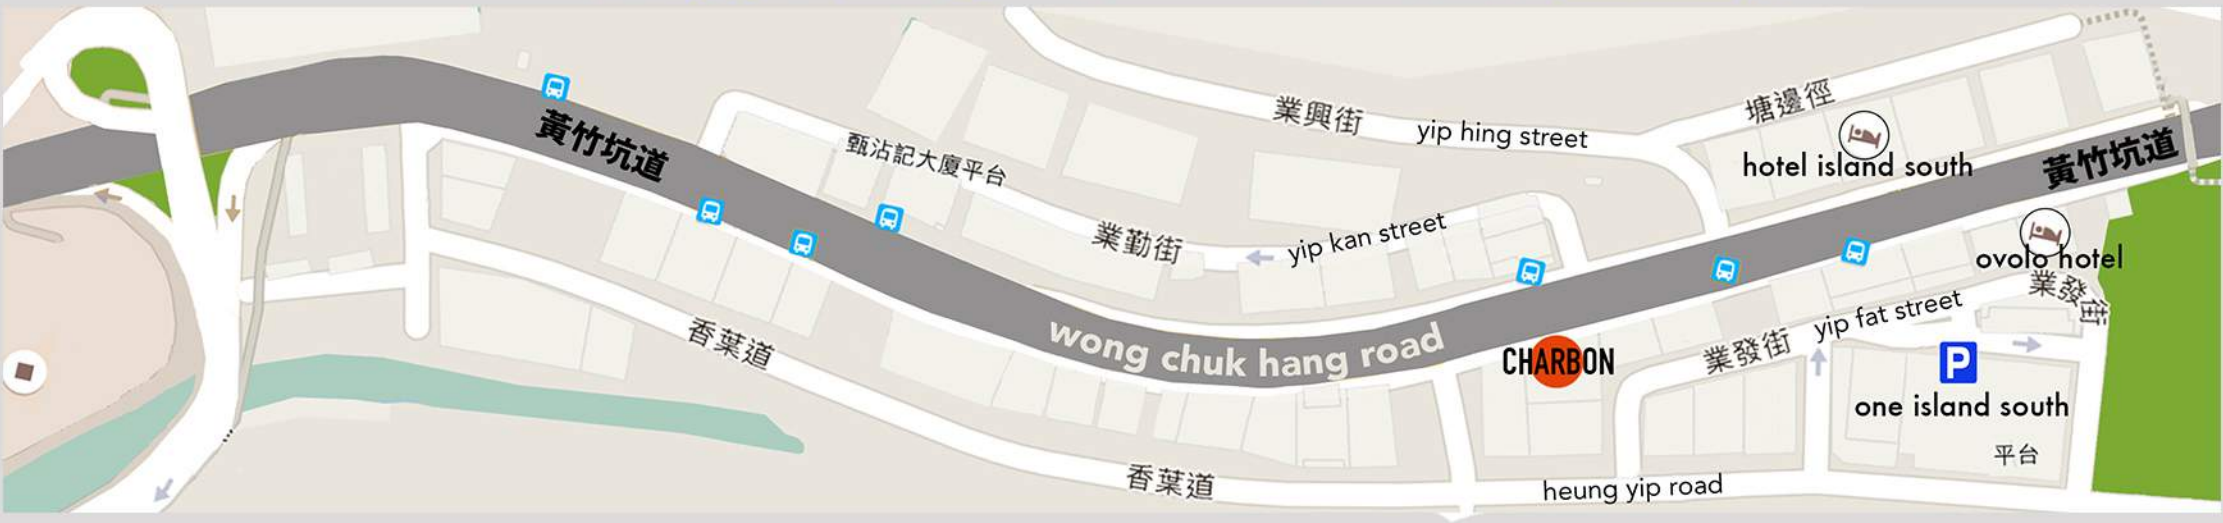 黃竹坑道
甄沾記大廈平台
業興街
yip hing street
塘邊徑
hotel island south
黃竹坑道
業勤街
yip kan street
ovolo hotel
業發街
wong chuk hang road
香葉道
CHARBON
業發街
yip fat street
P
one island south
平台
香葉道
heung yip road